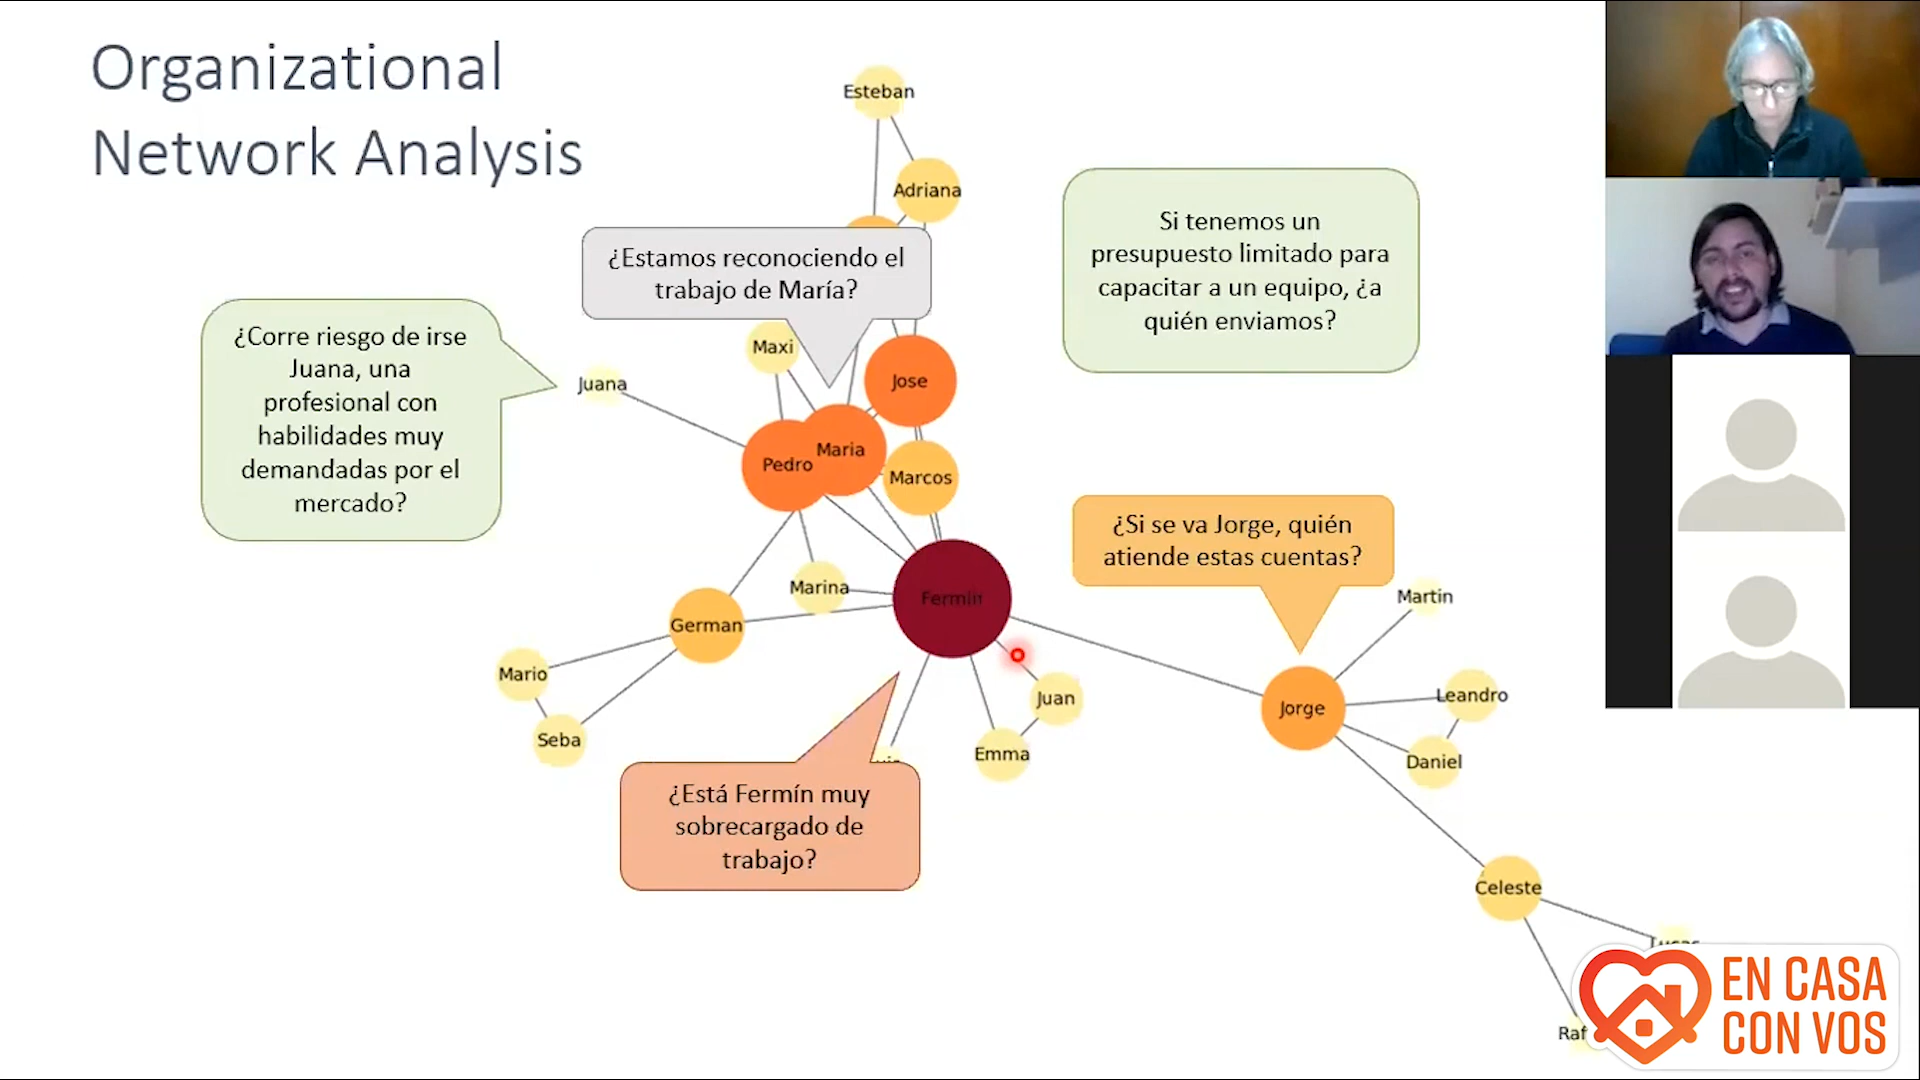 Organizational
Network Analysis
Esteban
Adriana
¿Estamos reconociendo el
trabajo de María?
Si tenemos un
presupuesto limitado para
capacitar a un equipo, ¿a
quién enviamos?
¿Corre riesgo de irse
Juana, una
profesional con
habilidades muy
demandadas por el
mercado?
Maxi
Juana
Jose
Maria
Pedro
Marcos
¿Si se va Jorge, quién
atiende estas cuentas?
Marina
Fermin
Martin
German
Mario
Seba
Juan
Emma
Jorge
Leandro
Daniel
¿Está Fermín muy
sobrecargado de
trabajo?
Celeste
Raf
EN CASA
CON VOS